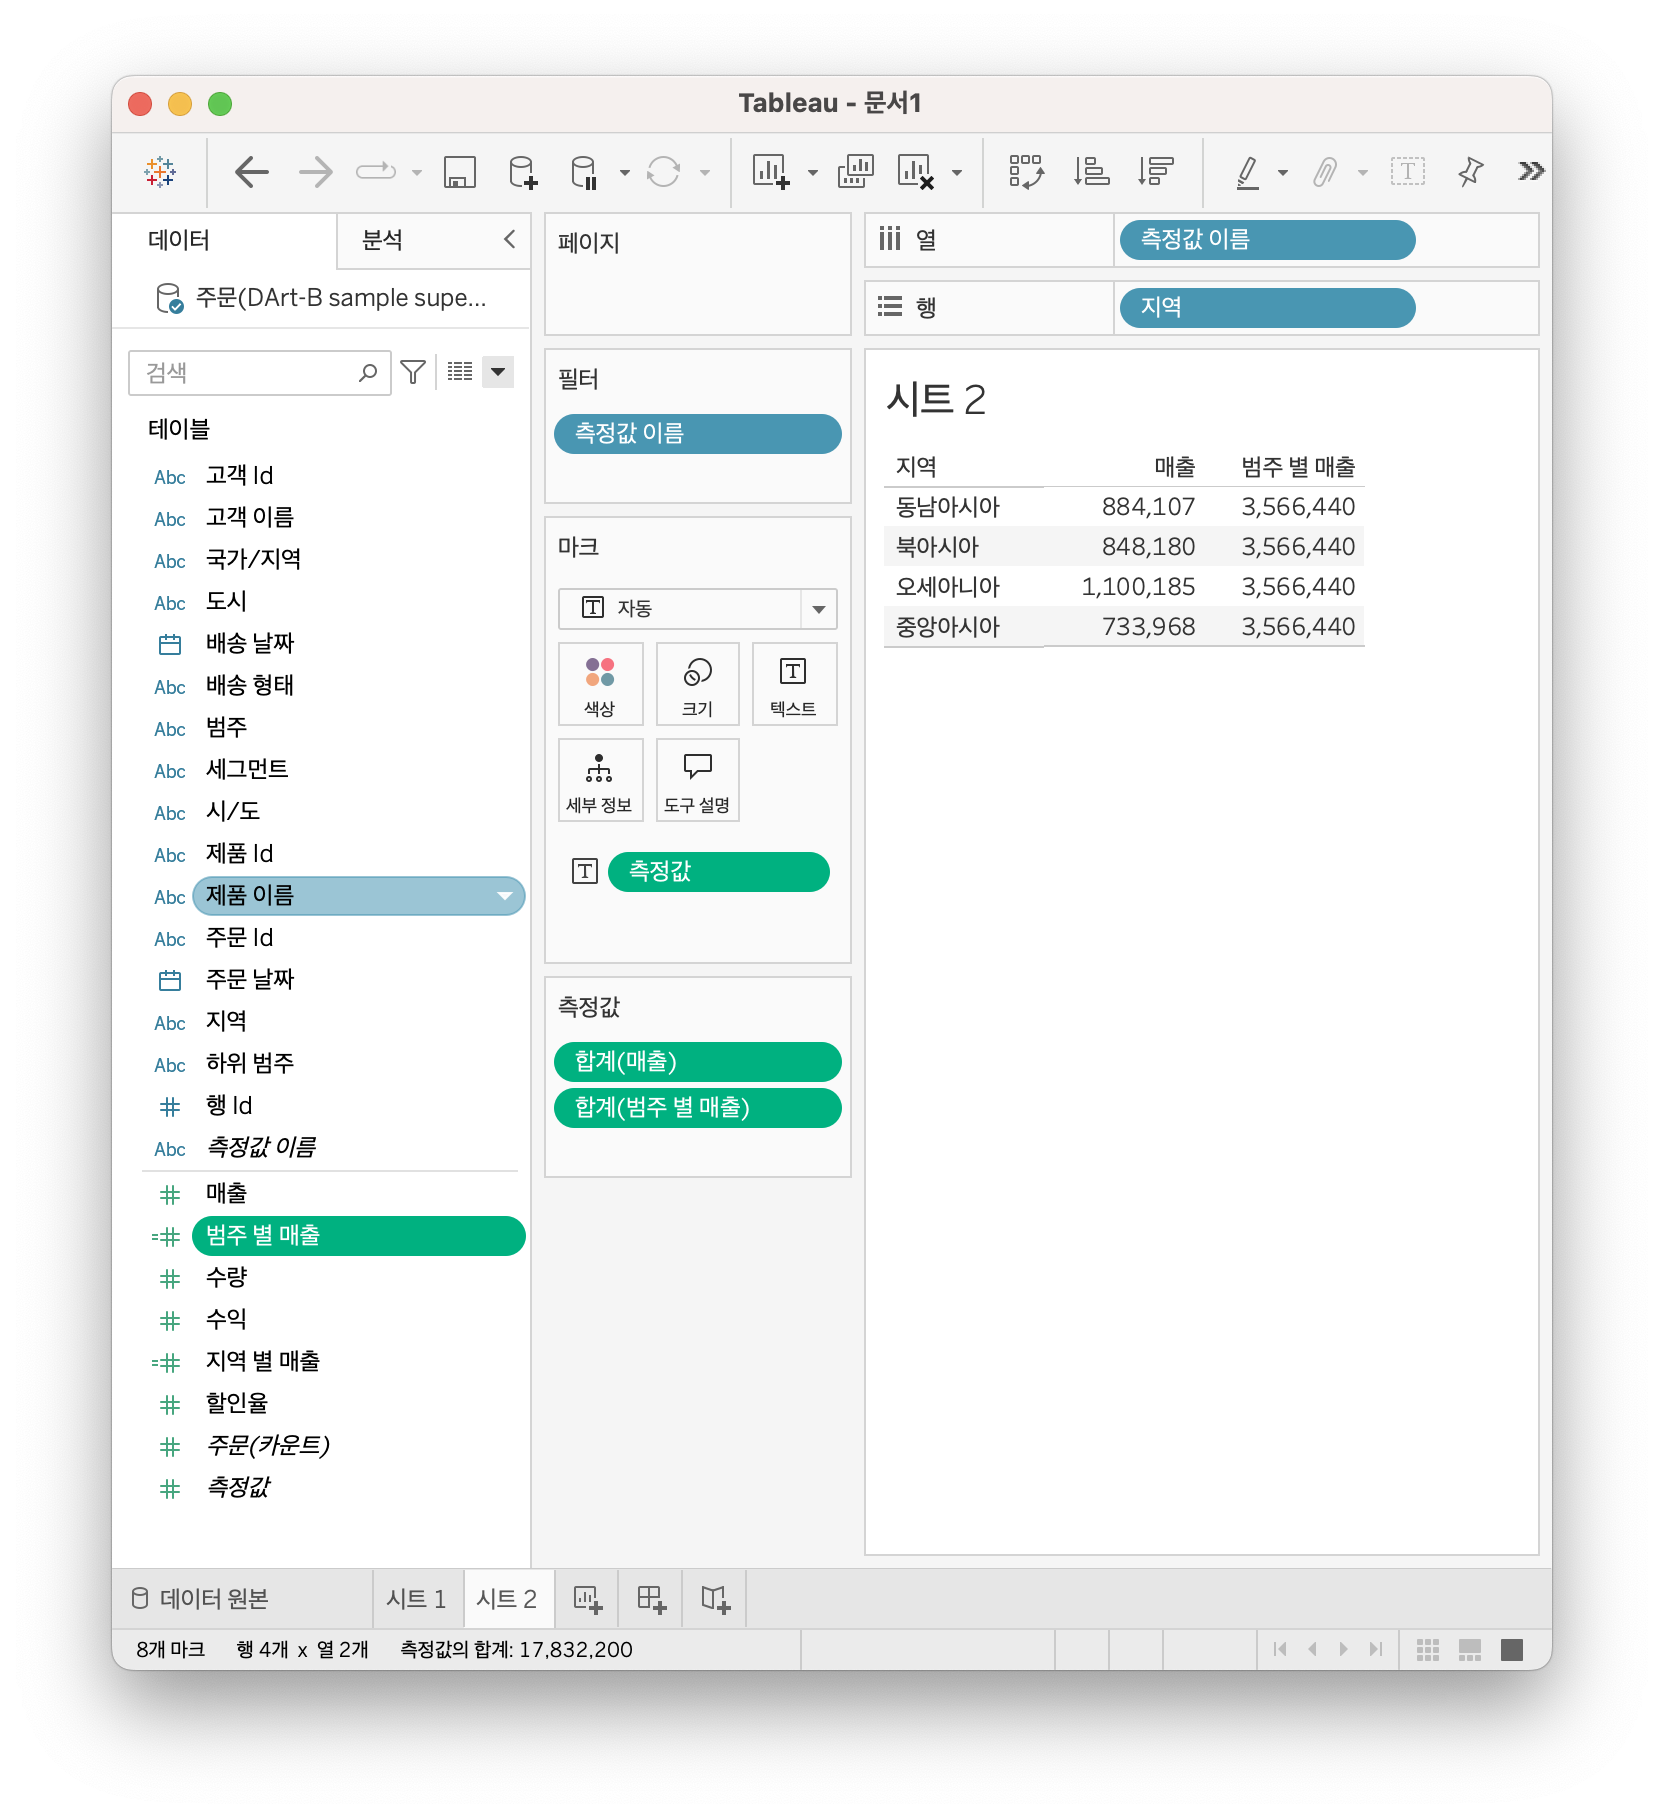 Tableau - 문서1
데이터
분석
주문(DArt-B sample supe...
검색
테이블
Abc 고객 Id
Abc 고객 이름
Abc 국가/지역
Abc 도시
배송 날짜
Abc 배송 형태
Abc 범주
Abc 세그먼트
Abc 시/도
Abc 제품 Id
Abc 제품 이름
Abc 주문 Id
주문 날짜
Abc 지역
Abc 하위 범주
# 행 Id
Abc 측정값 이름
# 매출
=# 범주 별 매출
# 수량
# 수익
=# 지역 별 매출
# 할인율
# 주문(카운트)
# 측정값
페이지
필터
측정값 이름
마크
T 자동
색상 크기 T 텍스트
세부 정보 도구 설명
T 측정값
측정값
합계(매출)
합계(범주 별 매출)
열 측정값 이름
행 지역
시트 2
지역 매출 범주 별 매출
동남아시아 884,107 3,566,440
북아시아 848,180 3,566,440
오세아니아 1,100,185 3,566,440
중앙아시아 733,968 3,566,440
데이터 원본 시트 1 시트 2
8개 마크 행 4개 x 열 2개 측정값의 합계: 17,832,200